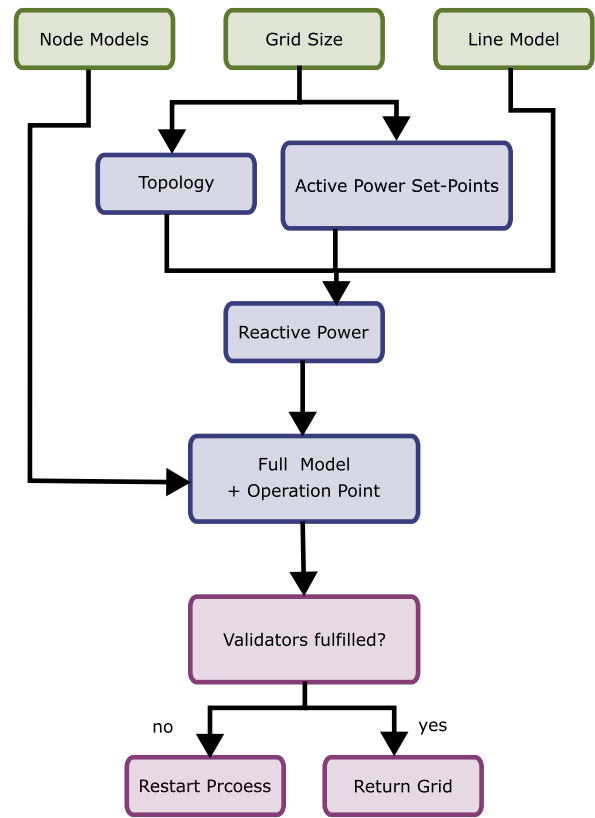 Node Models
Grid Size
Line Model
Topology
Active Power Set-Points
Reactive Power
Full Model
+ Operation Point
Validators fulfilled?
no
yes
Restart Prcoess
Return Grid